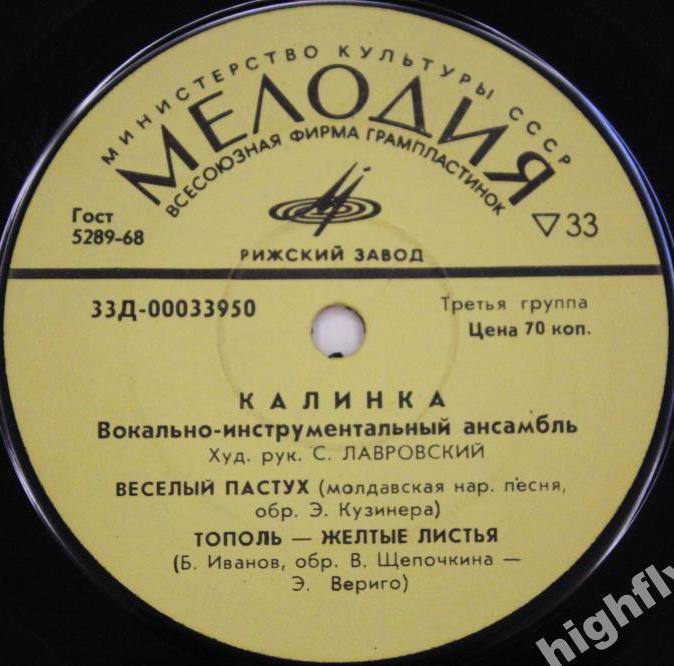 МИНИСТЕРСТВО КУЛЬТУРЫ СССР
МЕЛОДИЯ
ВСЕСОЮЗНАЯ ФИРМА ГРАМПЛАСТИНОК
Гост
5289-68
33
РИЖСКИЙ ЗАВОД
33Д-00033950
Третья группа
Цена 70 коп.
КАЛИНКА
Вокально-инструментальный ансамбль
Худ. рук. С. ЛАВРОВСКИЙ
ВЕСЕЛЫЙ ПАСТУХ (молдавская нар. песня,
обр. Э. Кузинера)
ТОПОЛЬ — ЖЕЛТЫЕ ЛИСТЬЯ
(Б. Иванов, обр. В. Щепочкина —
Э. Вериго)
highfly